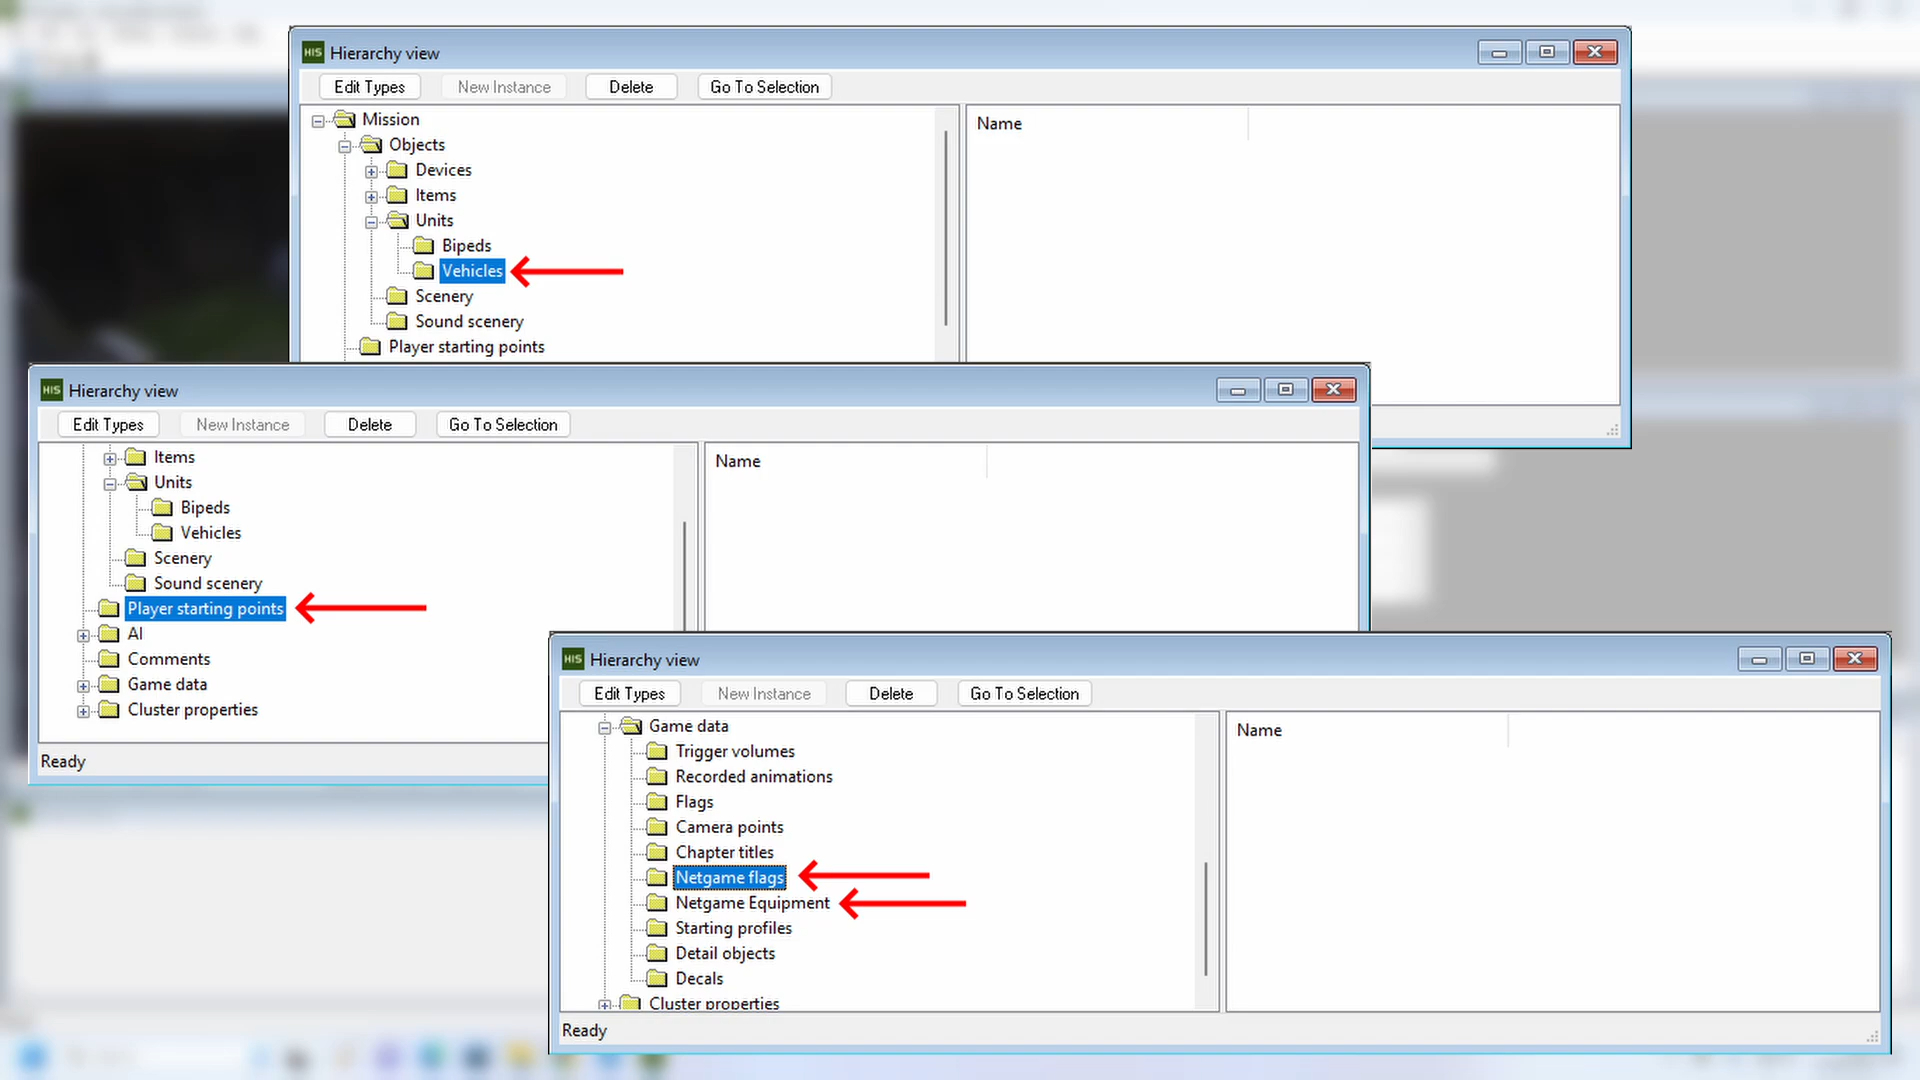 HIS Hierarchy view
Edit Types New Instance Delete Go To Selection
Mission
Objects
Devices
Items
Units
Bipeds
Vehicles
Scenery
Sound scenery
Player starting points
Name
HIS Hierarchy view
Edit Types New Instance Delete Go To Selection
Items
Units
Bipeds
Vehicles
Scenery
Sound scenery
Player starting points
AI
Comments
Game data
Cluster properties
Name
Ready
HIS Hierarchy view
Edit Types New Instance Delete Go To Selection
Game data
Trigger volumes
Recorded animations
Flags
Camera points
Chapter titles
Netgame flags
Netgame Equipment
Starting profiles
Detail objects
Decals
Cluster properties
Name
Ready